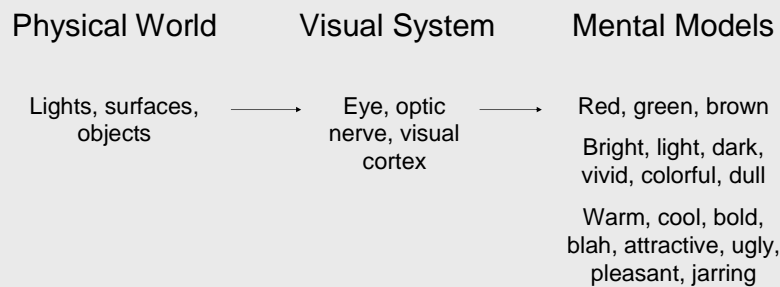 Physical World
Visual System
Mental Models
Lights, surfaces,
objects
Eye, optic
nerve, visual
cortex
Red, green, brown
Bright, light, dark,
vivid, colorful, dull
Warm, cool, bold,
blah, attractive, ugly,
pleasant, jarring